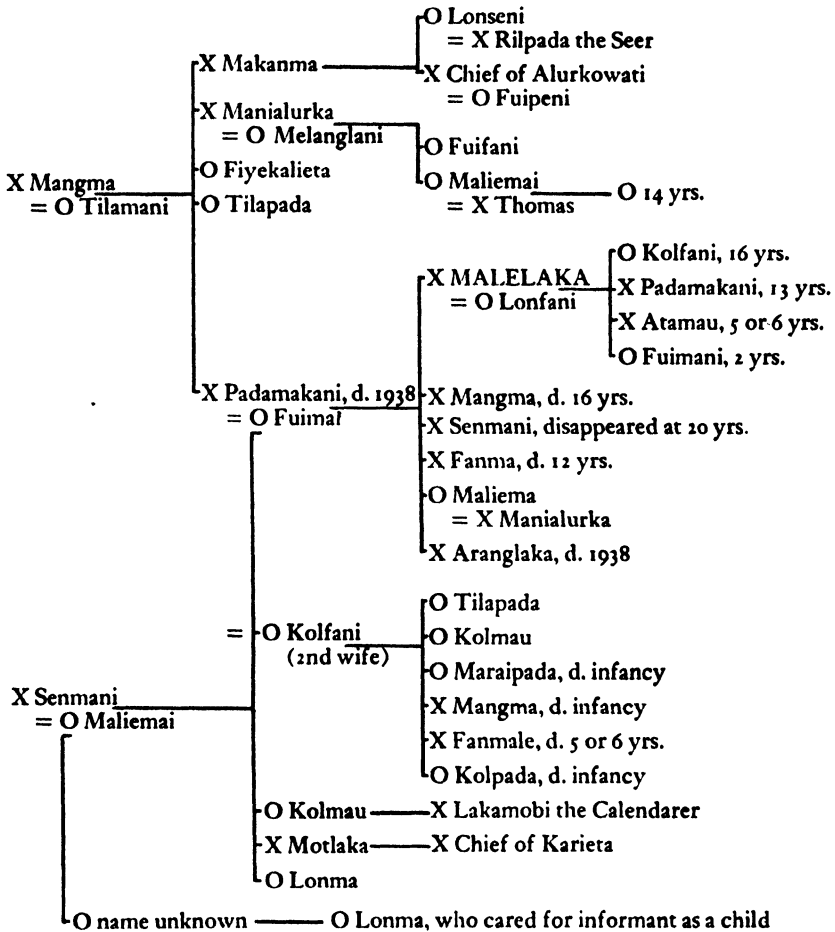 O Lonseni
= X Rilpada the Seer
X Makanma
X Chief of Alurkowati
= O Fuipeni
X Manialurka
= O Melanglani
O Fuifani
O Fiyekalieta
O Maliemai
= X Thomas
O 14 yrs.
X Mangma
= O Tilamani
O Tilapada
O Kolfani, 16 yrs.
X MALELAKA
= O Lonfani
X Padamakani, 13 yrs.
X Atamau, 5 or 6 yrs.
O Fuimani, 2 yrs.
X Padamakani, d. 1938
= O Fuimai
X Mangma, d. 16 yrs.
X Senmani, disappeared at 20 yrs.
X Fanma, d. 12 yrs.
O Maliema
= X Manialurka
X Aranglaka, d. 1938
O Tilapada
= O Kolfani
(2nd wife)
O Kolmau
O Maraipada, d. infancy
X Senmani
= O Maliemai
X Mangma, d. infancy
X Fanmale, d. 5 or 6 yrs.
O Kolpada, d. infancy
O Kolmau
X Lakamobi the Calendarer
X Motlaka
X Chief of Karieta
O Lonma
O name unknown
O Lonma, who cared for informant as a child